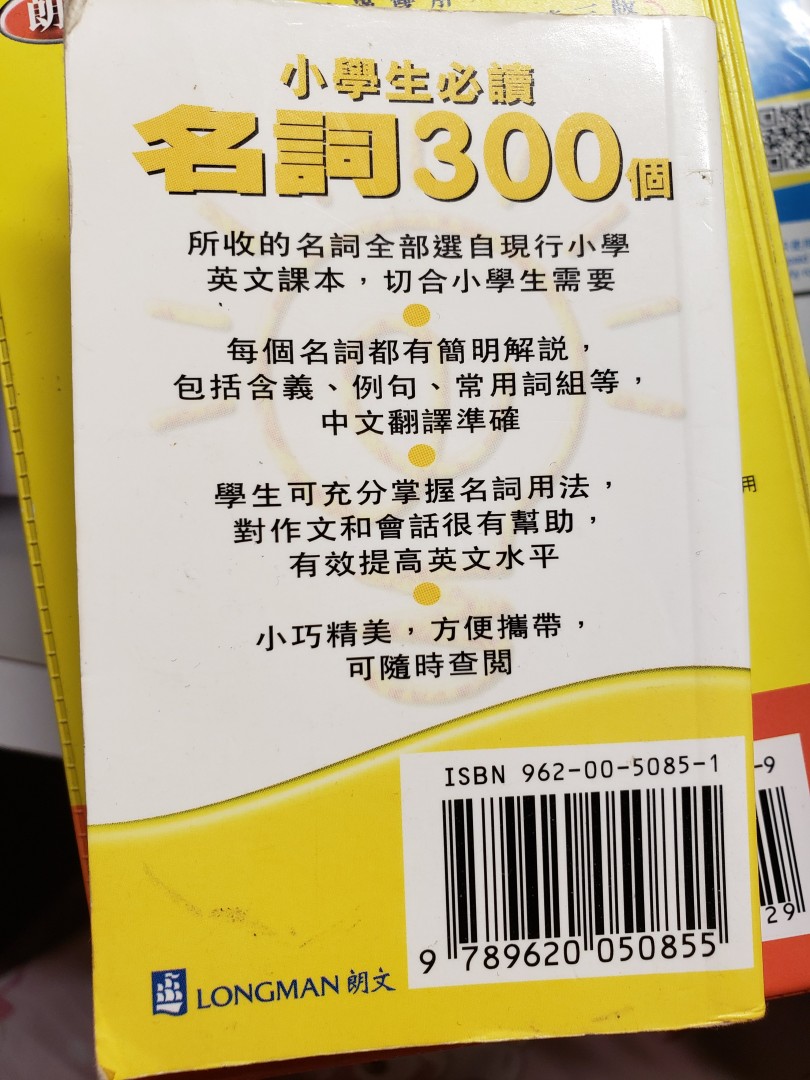 小學生必讀
名詞300個
所收的名詞全部選自現行小學
英文課本，切合小學生需要
每個名詞都有簡明解説，
包括含義、例句、常用詞組等，
中文翻譯準確
學生可充分掌握名詞用法，
對作文和會話很有幫助，
有效提高英文水平
小巧精美，方便攜帶，
可隨時查閱
ISBN 962-00-5085-1
9 789620 050855
LONGMAN 朗文
朗
用
-9
29